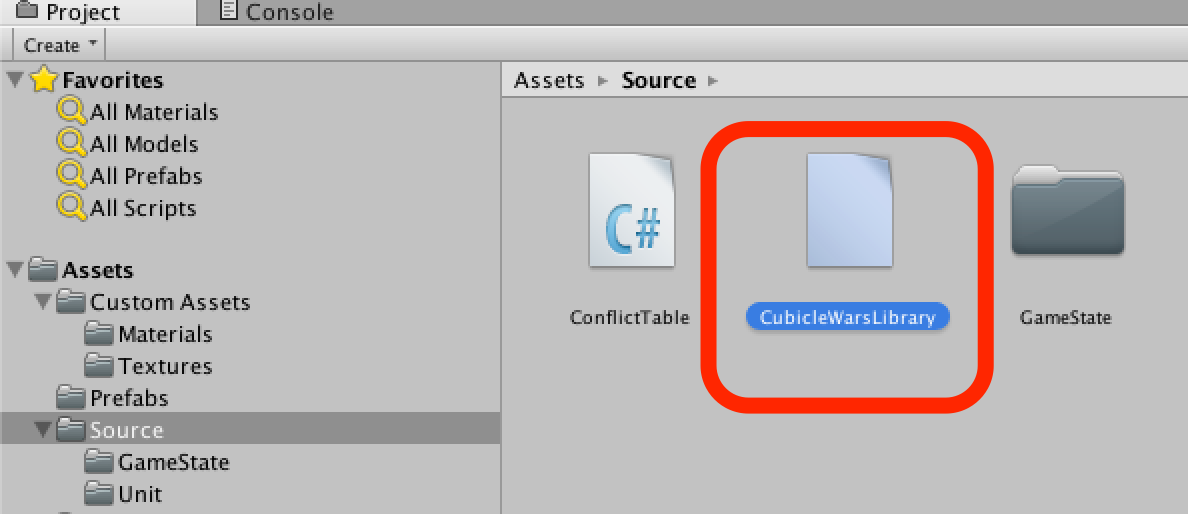 Project
Console
Create
Favorites
All Materials
All Models
All Prefabs
All Scripts
Assets
Custom Assets
Materials
Textures
Prefabs
Source
GameState
Unit
Assets ▸ Source ▸
C#
ConflictTable
CubicleWarsLibrary
GameState